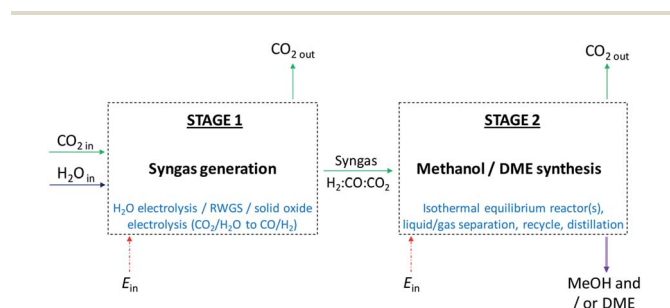 CO2 out
CO2 out
STAGE 1
STAGE 2
CO2 in
Syngas generation
Syngas
Methanol / DME synthesis
H2O in
H2:CO:CO2
H2O electrolysis / RWGS / solid oxide
electrolysis (CO2/H2O to CO/H2)
Isothermal equilibrium reactor(s),
liquid/gas separation, recycle, distillation
Ein
Ein
MeOH and
/ or DME